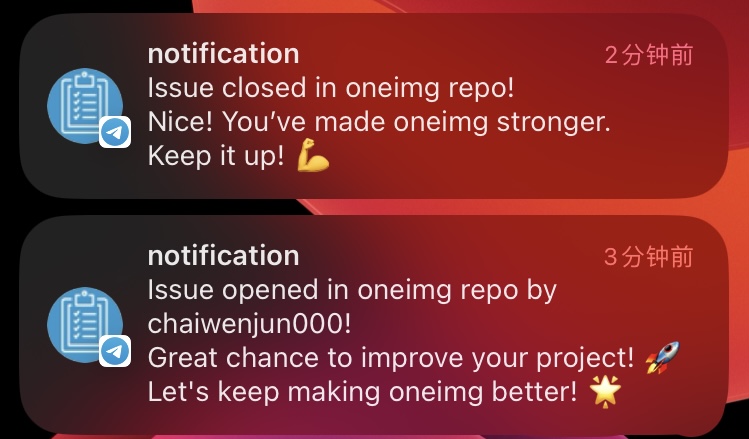 notification
2分钟前
Issue closed in oneimg repo!
Nice! You’ve made oneimg stronger.
Keep it up! 💪
notification
3分钟前
Issue opened in oneimg repo by
chaiwenjun000!
Great chance to improve your project! 🚀
Let's keep making oneimg better! 🌟